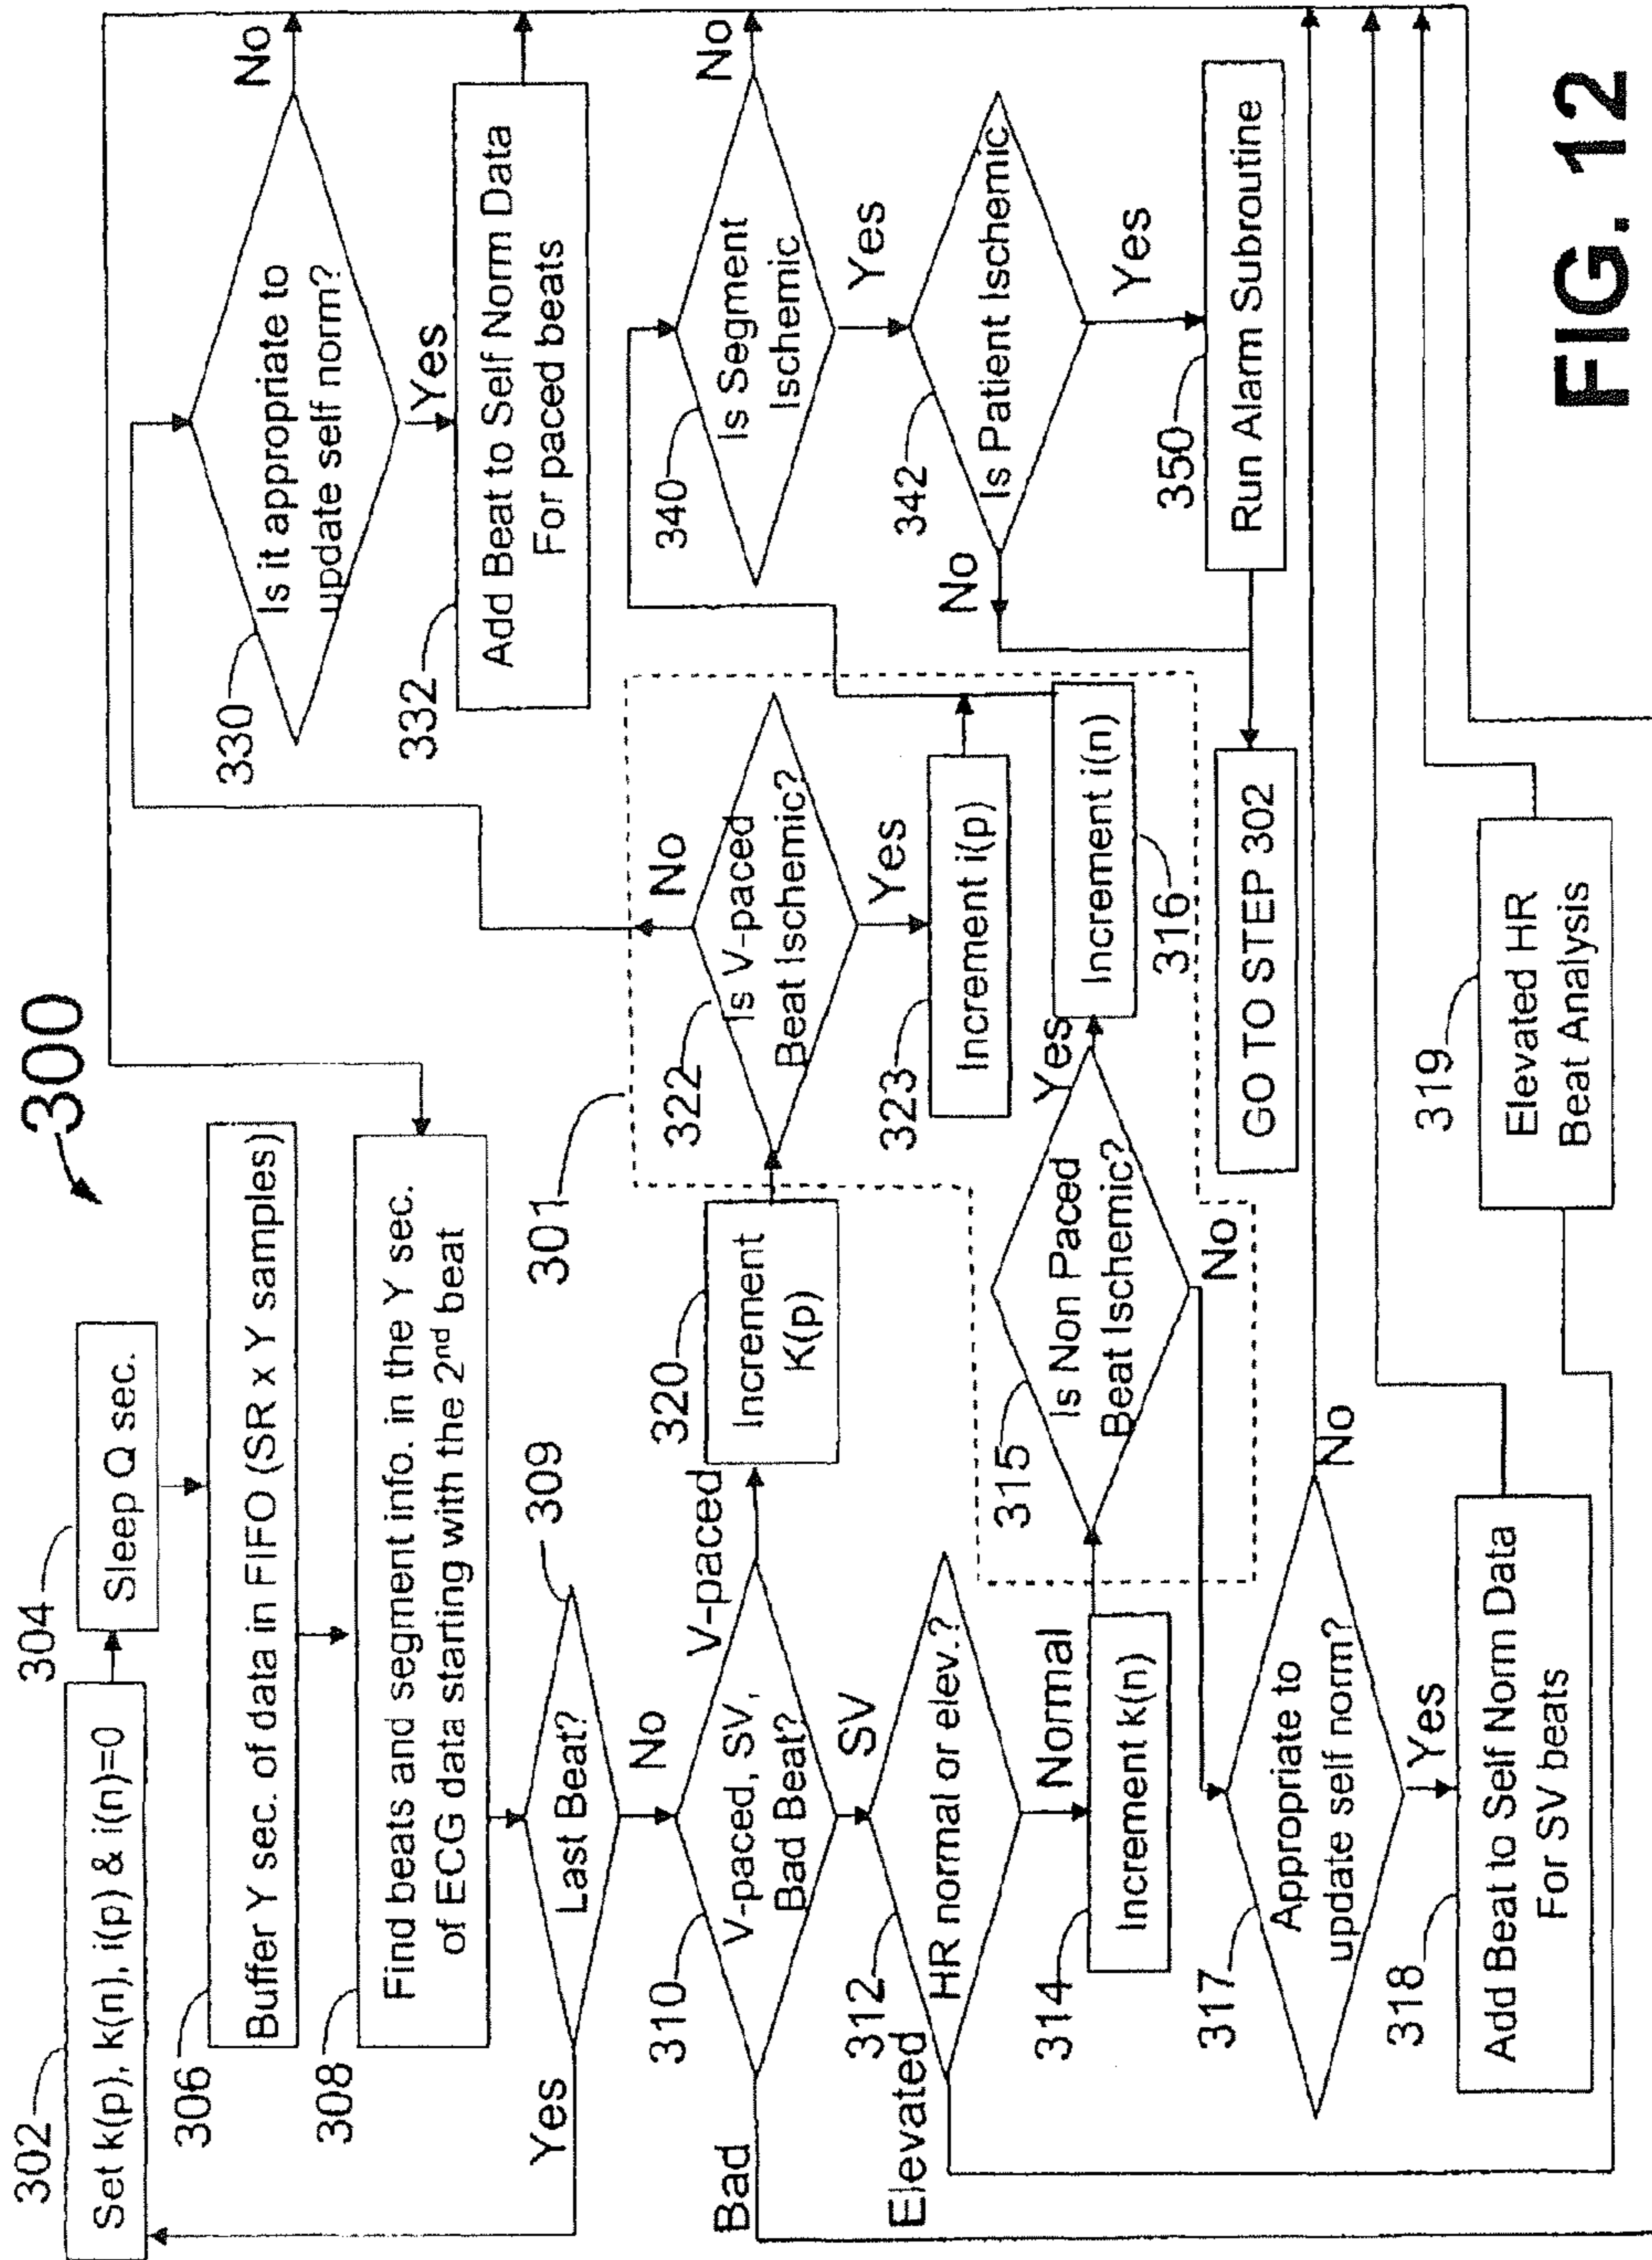 300
302
Set k(p), k(n), i(p) & i(n)=0
304
Sleep Q sec.
306
Buffer Y sec. of data in FIFO (SR x Y samples)
308
Find beats and segment info. in the Y sec.
of ECG data starting with the 2nd beat
309
Last Beat?
Yes
No
310
V-paced, SV,
Bad Beat?
Bad
V-paced
SV
312
HR normal or elev.?
Elevated
Normal
314
Increment k(n)
315
Is Non Paced
Beat Ischemic?
Yes
No
316
Increment i(n)
317
Appropriate to
update self norm?
No
Yes
318
Add Beat to Self Norm Data
For SV beats
319
Elevated HR
Beat Analysis
320
Increment
K(p)
301
322
Is V-paced
Beat Ischemic?
No
Yes
323
Increment i(p)
330
Is it appropriate to
update self norm?
No
Yes
332
Add Beat to Self Norm Data
For paced beats
340
Is Segment
Ischemic
No
Yes
342
Is Patient Ischemic
No
Yes
350
Run Alarm Subroutine
GO TO STEP 302
FIG. 12